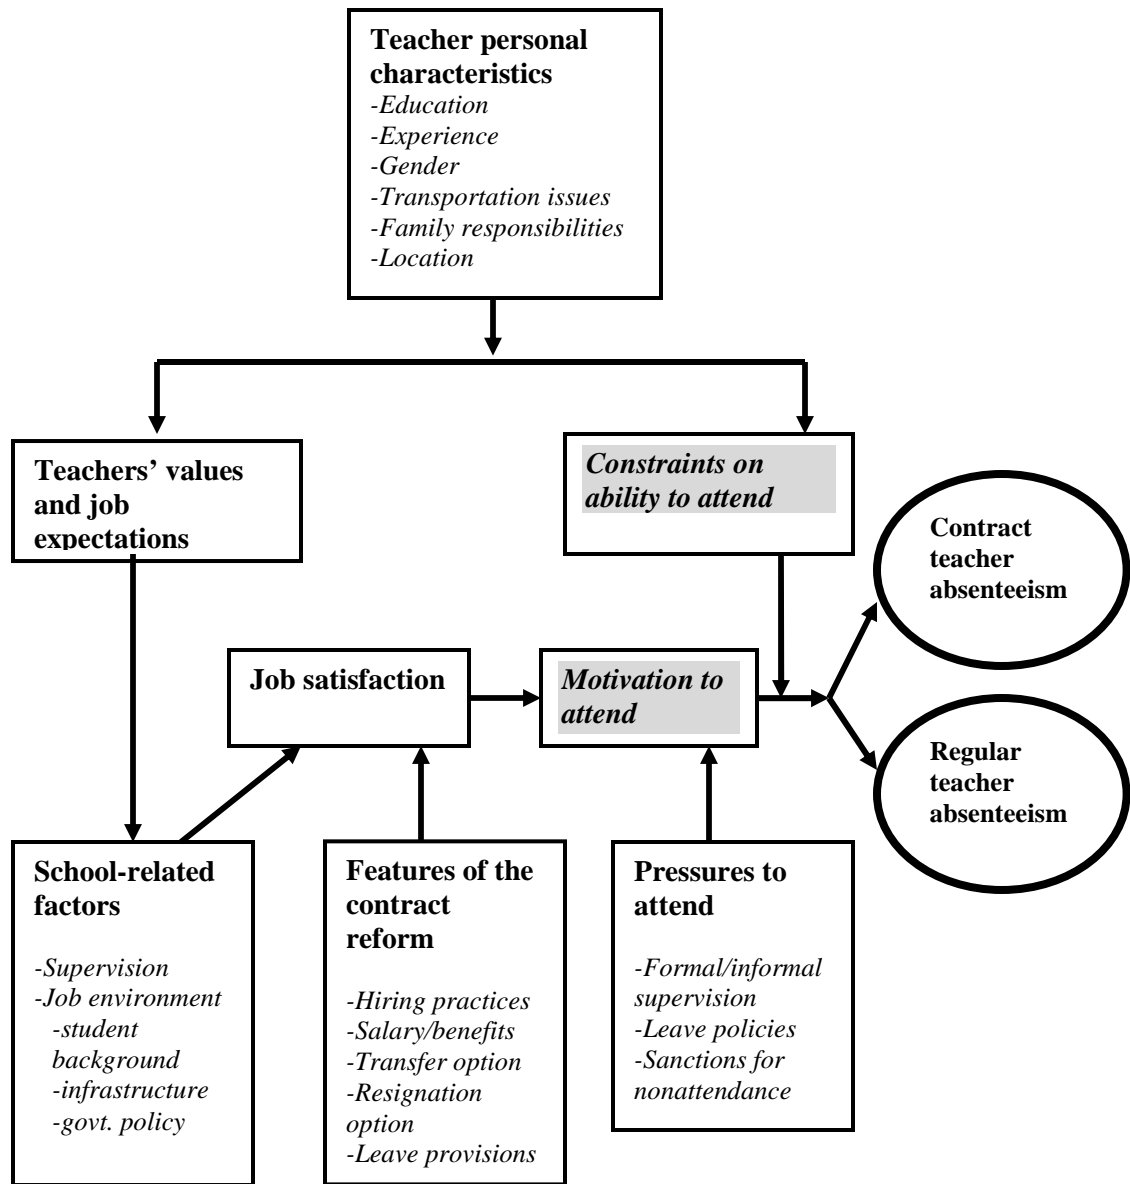 Teacher personal
characteristics
-Education
-Experience
-Gender
-Transportation issues
-Family responsibilities
-Location
Teachers’ values
and job
expectations
Constraints on
ability to attend
Contract
teacher
absenteeism
Job satisfaction
Motivation to
attend
Regular
teacher
absenteeism
School-related
factors
-Supervision
-Job environment
-student
background
-infrastructure
-govt. policy
Features of the
contract
reform
-Hiring practices
-Salary/benefits
-Transfer option
-Resignation
option
-Leave provisions
Pressures to
attend
-Formal/informal
supervision
-Leave policies
-Sanctions for
nonattendance